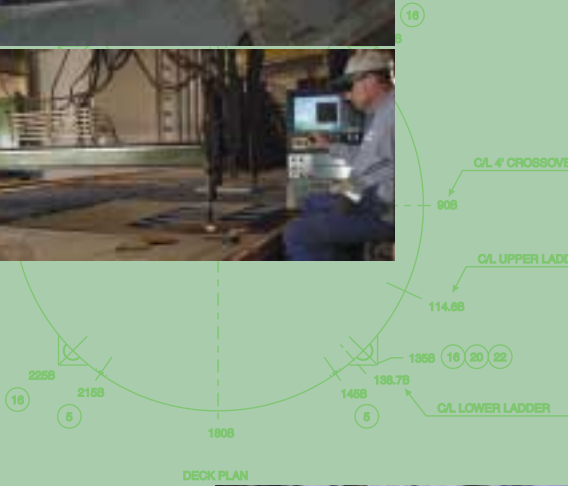 16
C/L 4' CROSSOVE
90B
C/L UPPER LADD
114.6B
135B 16 20 22
225B
136.7B
16
215B
145B
C/L LOWER LADDER
5
5
180B
DECK PLAN